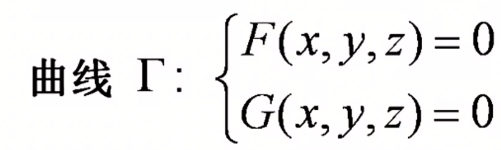 曲线 Γ: { F(x, y, z) = 0
G(x, y, z) = 0